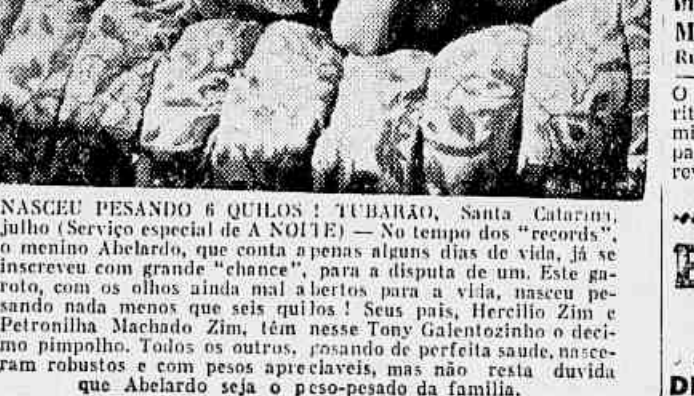 NASCEU PESANDO 6 QUILOS ! TUBARÃO, Santa Catarina,
julho (Serviço especial de A NOITE) — No tempo dos "records",
o menino Abelardo, que conta apenas alguns dias de vida, já se
inscreveu com grande "chance", para a disputa de um. Este ga-
roto, com os olhos ainda mal abertos para a vida, nasceu pe-
sando nada menos que seis quilos ! Seus pais, Hercilio Zim e
Petronilha Machado Zim, têm nesse Tony Galentozinho o deci-
mo pimpolho. Todos os outros, gosando de perfeita saude, nasce-
ram robustos e com pesos apreciaveis, mas não resta duvida
que Abelardo seja o peso-pesado da familia.
M
O
rit
pa
rev